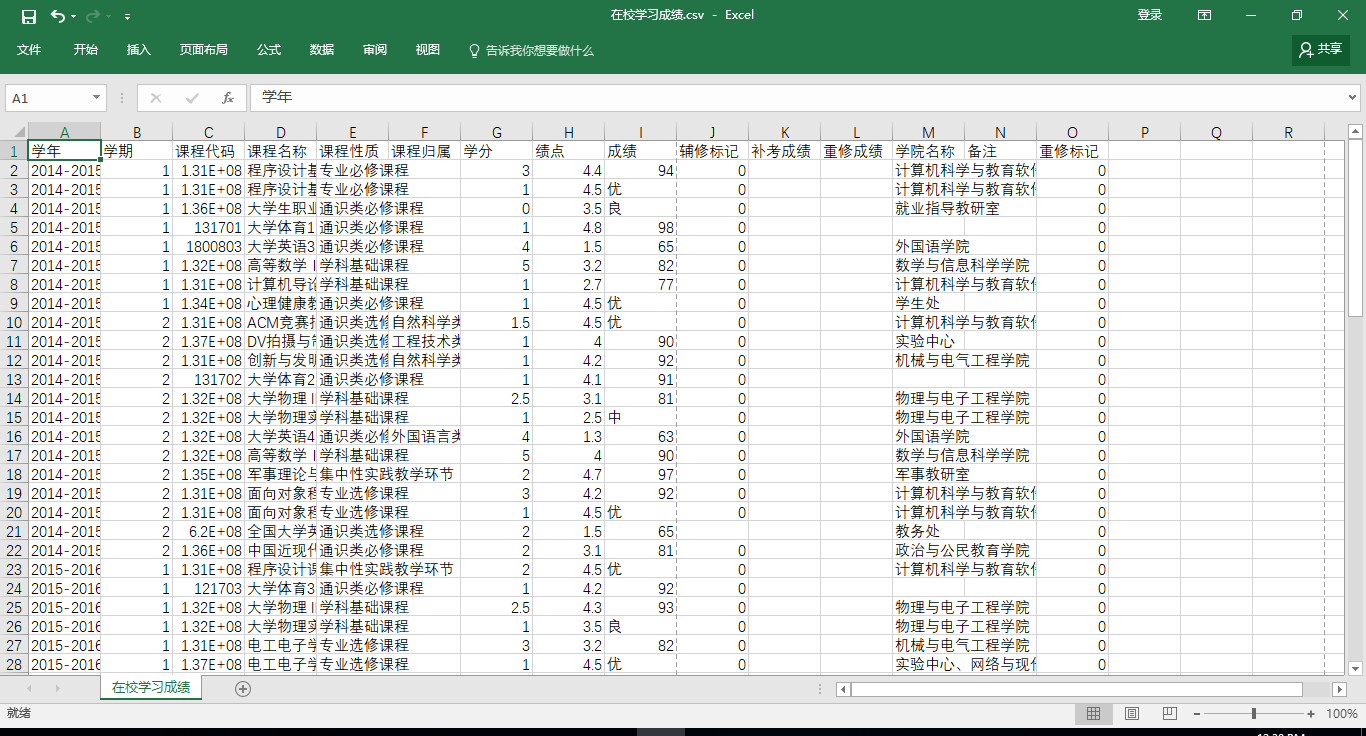 在校学习成绩.csv - Excel
登录
文件 开始 插入 页面布局 公式 数据 审阅 视图 告诉我你想要做什么 共享
A1 fx 学年
A B C D E F G H I J K L M N O P Q R
1 学年 学期 课程代码 课程名称 课程性质 课程归属 学分 绩点 成绩 辅修标记 补考成绩 重修成绩 学院名称 备注 重修标记
2 2014-2015 1 1.31E+08 程序设计基 专业必修课程 3 4.4 94 0 计算机科学与教育软件 0
3 2014-2015 1 1.31E+08 程序设计基 专业必修课程 1 4.5 优 0 计算机科学与教育软件 0
4 2014-2015 1 1.36E+08 大学生职业 通识类必修课程 0 3.5 良 0 就业指导教研室 0
5 2014-2015 1 131701 大学体育1 通识类必修课程 1 4.8 98 0 0
6 2014-2015 1 1800803 大学英语3 通识类必修课程 4 1.5 65 0 外国语学院 0
7 2014-2015 1 1.32E+08 高等数学 I 学科基础课程 5 3.2 82 0 数学与信息科学学院 0
8 2014-2015 1 1.31E+08 计算机导论 学科基础课程 1 2.7 77 0 计算机科学与教育软件 0
9 2014-2015 1 1.34E+08 心理健康教 通识类必修课程 1 4.5 优 0 学生处 0
10 2014-2015 2 1.31E+08 ACM竞赛技 通识类选修 自然科学类 1.5 4.5 优 0 计算机科学与教育软件 0
11 2014-2015 2 1.37E+08 DV拍摄与制 通识类选修 工程技术类 1 4 90 0 实验中心 0
12 2014-2015 2 1.31E+08 创新与发明 通识类选修 自然科学类 1 4.2 92 0 机械与电气工程学院 0
13 2014-2015 2 131702 大学体育2 通识类必修课程 1 4.1 91 0 0
14 2014-2015 2 1.32E+08 大学物理 I 学科基础课程 2.5 3.1 81 0 物理与电子工程学院 0
15 2014-2015 2 1.32E+08 大学物理实 学科基础课程 1 2.5 中 0 物理与电子工程学院 0
16 2014-2015 2 1.32E+08 大学英语4 通识类必修 外国语言类 4 1.3 63 0 外国语学院 0
17 2014-2015 2 1.32E+08 高等数学 I 学科基础课程 5 4 90 0 数学与信息科学学院 0
18 2014-2015 2 1.35E+08 军事理论与 集中性实践教学环节 2 4.7 97 0 军事教研室 0
19 2014-2015 2 1.31E+08 面向对象程 专业选修课程 3 4.2 92 0 计算机科学与教育软件 0
20 2014-2015 2 1.31E+08 面向对象程 专业选修课程 1 4.5 优 0 计算机科学与教育软件 0
21 2014-2015 2 6.2E+08 全国大学英 通识类选修课程 2 1.5 65 教务处 0
22 2014-2015 2 1.36E+08 中国近现代 通识类必修课程 2 3.1 81 0 政治与公民教育学院 0
23 2015-2016 1 1.31E+08 程序设计课 集中性实践教学环节 2 4.5 优 0 计算机科学与教育软件 0
24 2015-2016 1 121703 大学体育3 通识类必修课程 1 4.2 92 0 0
25 2015-2016 1 1.32E+08 大学物理 I 学科基础课程 2.5 4.3 93 0 物理与电子工程学院 0
26 2015-2016 1 1.32E+08 大学物理实 学科基础课程 1 3.5 良 0 物理与电子工程学院 0
27 2015-2016 1 1.31E+08 电工电子学 专业选修课程 3 3.2 82 0 机械与电气工程学院 0
28 2015-2016 1 1.37E+08 电工电子学 专业选修课程 1 4.5 优 0 实验中心、网络与现代 0
在校学习成绩
就绪 100%